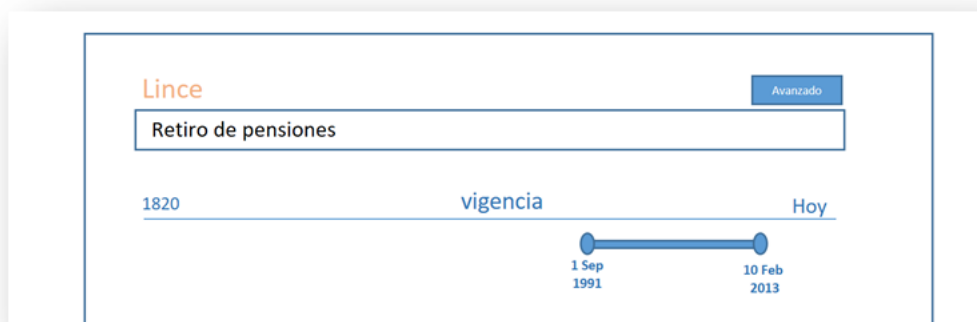 Lince
Avanzado
Retiro de pensiones
1820
vigencia
Hoy
1 Sep
1991
10 Feb
2013